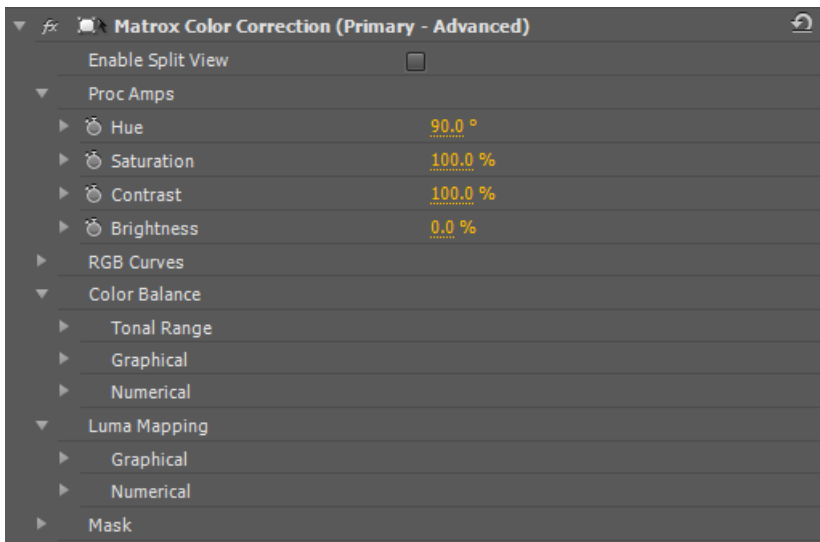 fx Matrox Color Correction (Primary - Advanced)
Enable Split View
Proc Amps
Hue 90.0 °
Saturation 100.0 %
Contrast 100.0 %
Brightness 0.0 %
RGB Curves
Color Balance
Tonal Range
Graphical
Numerical
Luma Mapping
Graphical
Numerical
Mask